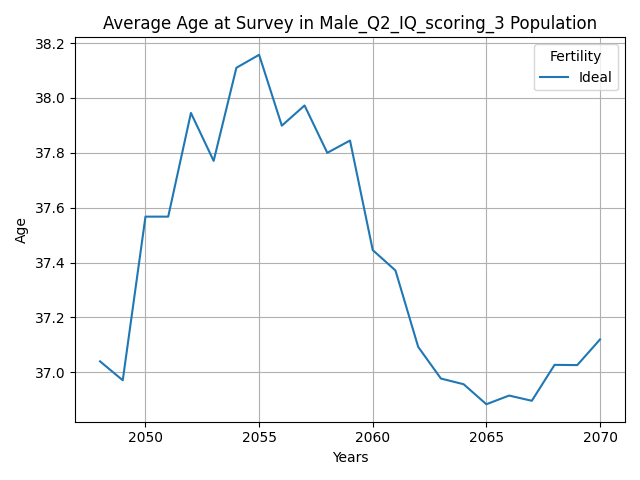 Average Age at Survey in Male_Q2_IQ_scoring_3 Population
38.2
38.0
37.8
37.6
37.4
37.2
37.0
Age
Fertility
Ideal
2050 2055 2060 2065 2070
Years